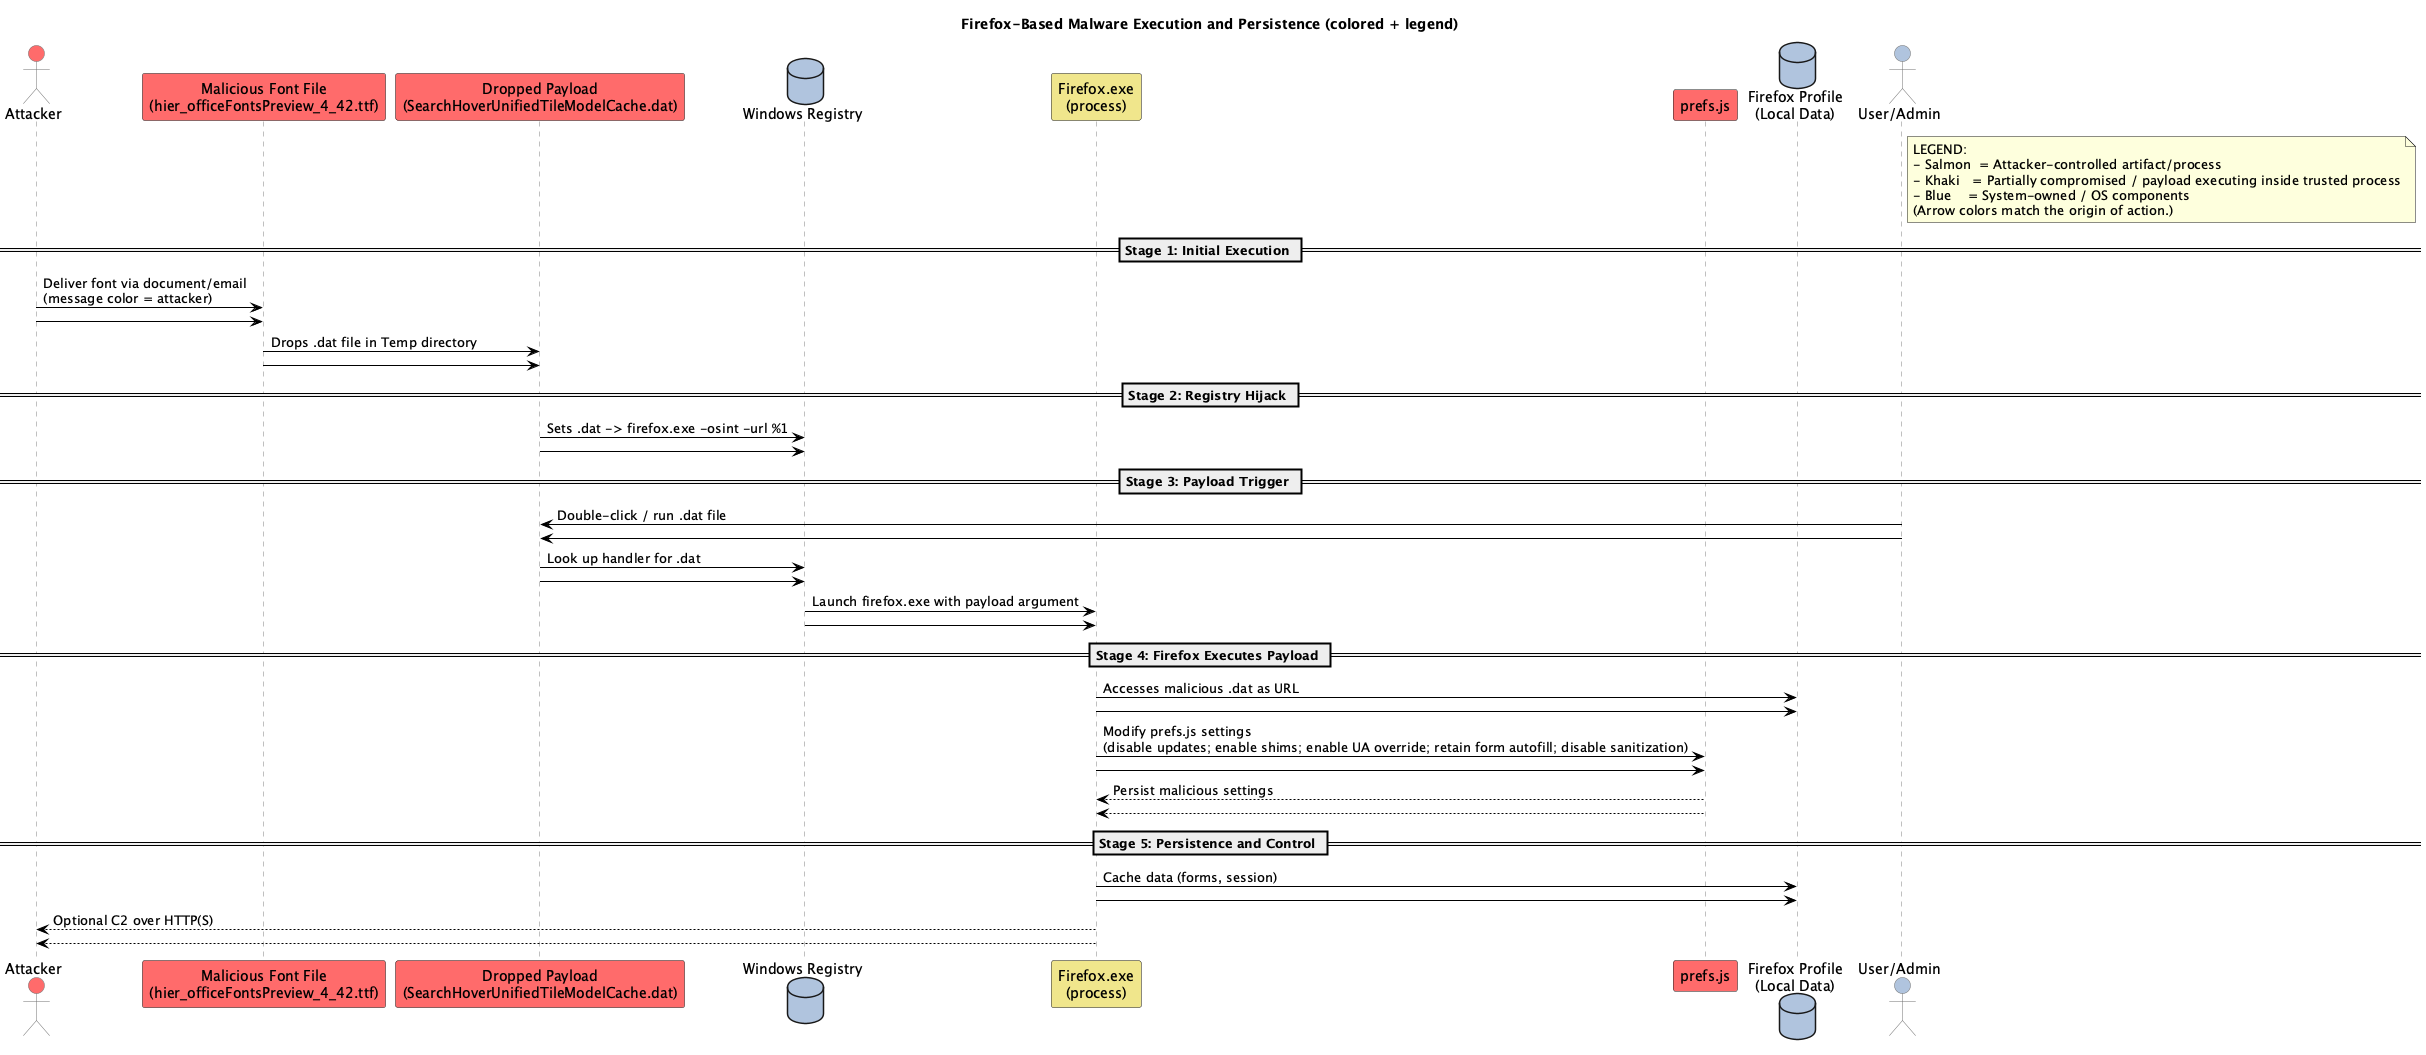 Firefox-Based Malware Execution and Persistence (colored + legend)
Attacker
Malicious Font File
(hier_officeFontsPreview_4_42.ttf)
Dropped Payload
(SearchHoverUnifiedTileModelCache.dat)
Windows Registry
Firefox.exe
(process)
prefs.js
Firefox Profile
(Local Data)
User/Admin
LEGEND:
- Salmon  = Attacker-controlled artifact/process
- Khaki   = Partially compromised / payload executing inside trusted process
- Blue    = System-owned / OS components
(Arrow colors match the origin of action.)
Stage 1: Initial Execution
Deliver font via document/email
(message color = attacker)
Drops .dat file in Temp directory
Stage 2: Registry Hijack
Sets .dat -> firefox.exe -osint -url %1
Stage 3: Payload Trigger
Double-click / run .dat file
Look up handler for .dat
Launch firefox.exe with payload argument
Stage 4: Firefox Executes Payload
Accesses malicious .dat as URL
Modify prefs.js settings
(disable updates; enable shims; enable UA override; retain form autofill; disable sanitization)
Persist malicious settings
Stage 5: Persistence and Control
Cache data (forms, session)
Optional C2 over HTTP(S)
Attacker
Malicious Font File
(hier_officeFontsPreview_4_42.ttf)
Dropped Payload
(SearchHoverUnifiedTileModelCache.dat)
Windows Registry
Firefox.exe
(process)
prefs.js
Firefox Profile
(Local Data)
User/Admin